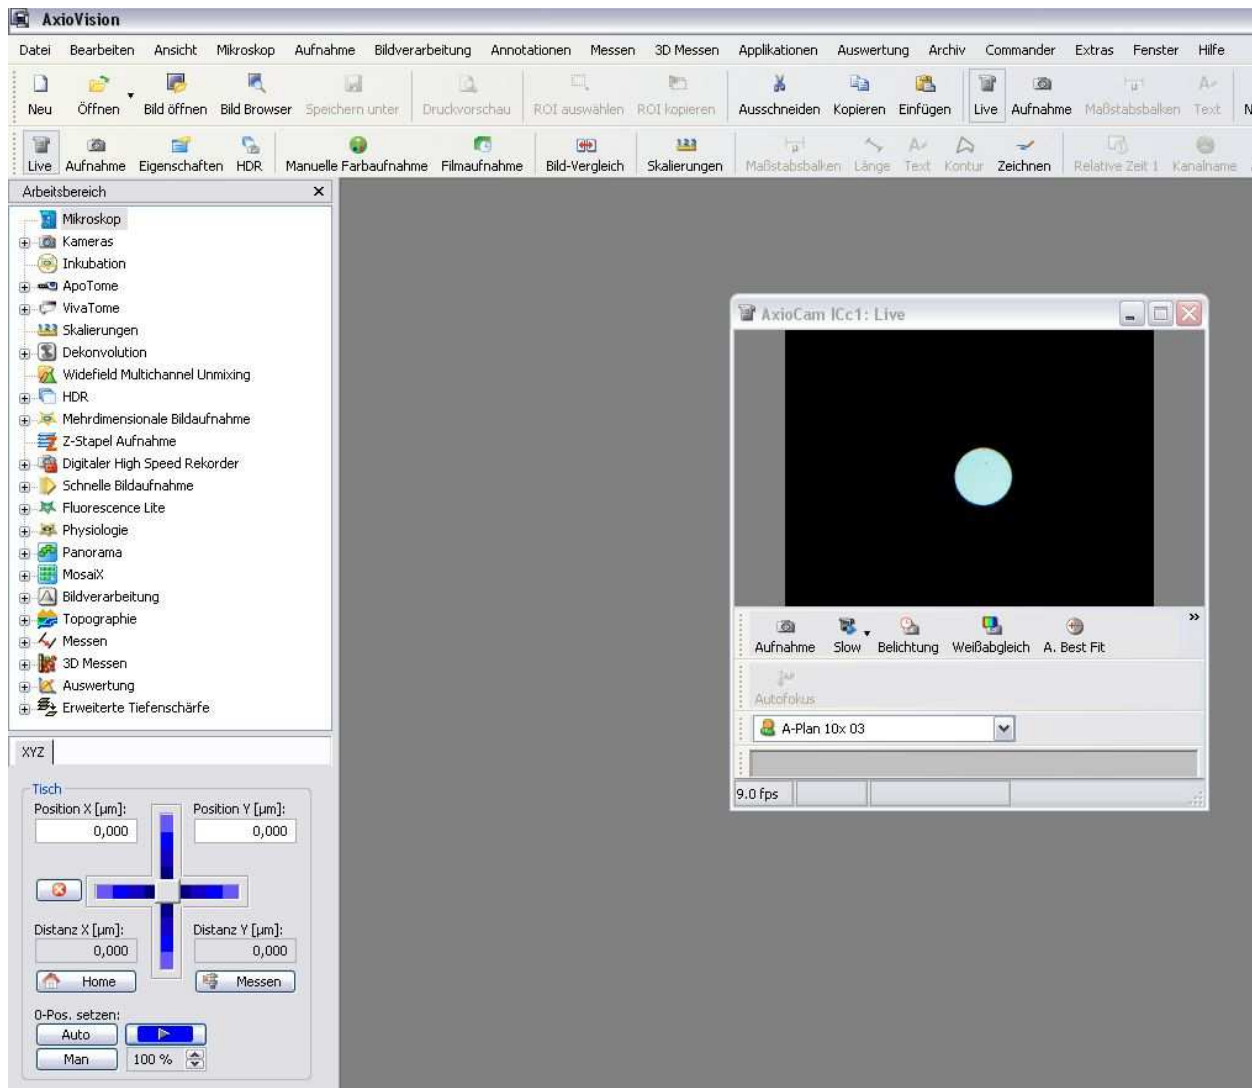 AxioVision
Datei Bearbeiten Ansicht Mikroskop Aufnahme Bildverarbeitung Annotationen Messen 3D Messen Applikationen Auswertung Archiv Commander Extras Fenster Hilfe
Neu Öffnen Bild öffnen Bild Browser Speichern unter Druckvorschau ROI auswählen ROI kopieren Ausschneiden Kopieren Einfügen Live Aufnahme Maßstabsbalken Text N
Live Aufnahme Eigenschaften HDR Manuelle Farbaufnahme Filmaufnahme Bild-Vergleich Skalierungen Maßstabsbalken Länge Text Kontur Zeichnen Relative Zeit 1 Kanalname
Arbeitsbereich
Mikroskop
Kameras
Inkubation
ApoTome
VivaTome
Skalierungen
Dekonvolution
Widefield Multichannel Unmixing
HDR
Mehrdimensionale Bildaufnahme
Z-Stapel Aufnahme
Digitaler High Speed Rekorder
Schnelle Bildaufnahme
Fluorescence Lite
Physiologie
Panorama
MosaiX
Bildverarbeitung
Topographie
Messen
3D Messen
Auswertung
Erweiterte Tiefenschärfe
XYZ
Tisch
Position X [µm]: Position Y [µm]:
0,000 0,000
Distanz X [µm]: Distanz Y [µm]:
0,000 0,000
Home Messen
0-Pos. setzen:
Auto
Man 100 %
AxioCam ICc1: Live
Aufnahme Slow Belichtung Weißabgleich A. Best Fit
Autofokus
A-Plan 10x 03
9.0 fps